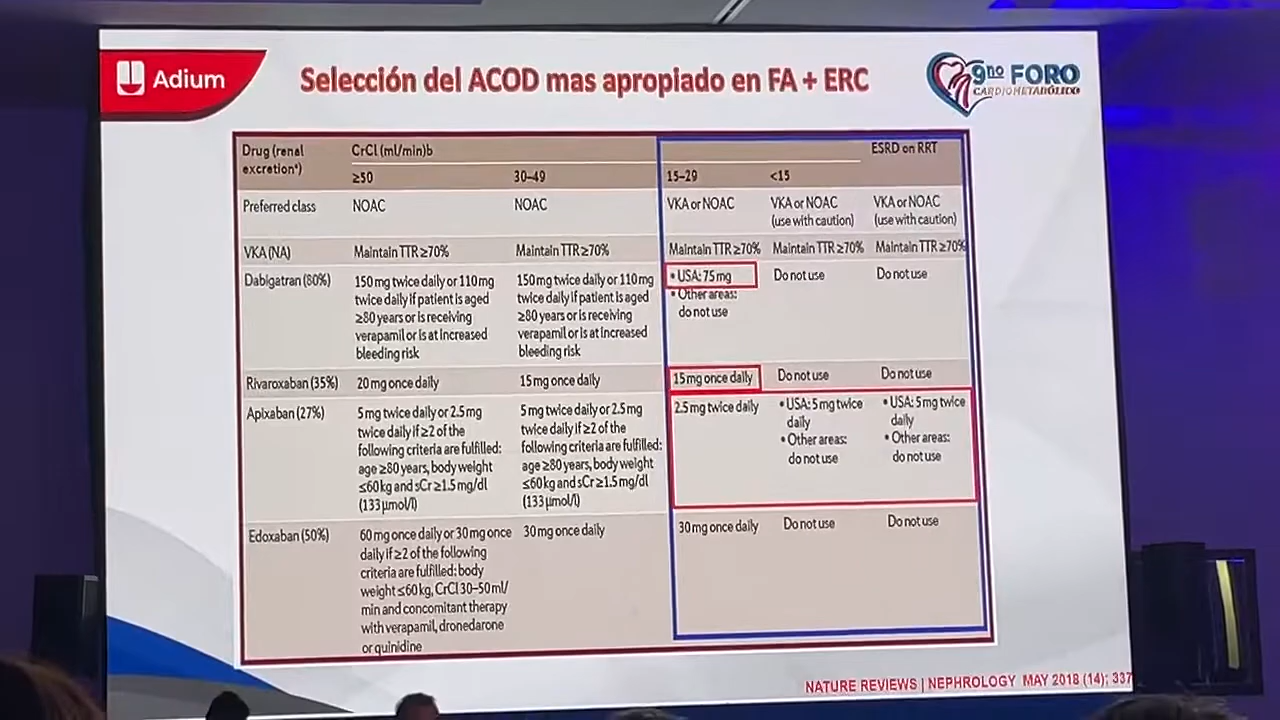 Adium
Selección del ACOD mas apropiado en FA + ERC
9no FORO
CARDIOMETABÓLICO
Drug (renal excretionª) CrCl (ml/min)b ESRD on RRT
≥50 30–49 15–29 <15
Preferred class NOAC NOAC VKA or NOAC VKA or NOAC (use with caution) VKA or NOAC (use with caution)
VKA (NA) Maintain TTR ≥70% Maintain TTR ≥70% Maintain TTR ≥70% Maintain TTR ≥70% Maintain TTR ≥70%
Dabigatran (80%) 150 mg twice daily or 110 mg twice daily if patient is aged ≥80 years or is receiving verapamil or is at increased bleeding risk 150 mg twice daily or 110 mg twice daily if patient is aged ≥80 years or is receiving verapamil or is at increased bleeding risk • USA: 75 mg • Other areas: do not use Do not use Do not use
Rivaroxaban (35%) 20 mg once daily 15 mg once daily 15 mg once daily Do not use Do not use
Apixaban (27%) 5 mg twice daily or 2.5 mg twice daily if ≥2 of the following criteria are fulfilled: age ≥80 years, body weight ≤60 kg and sCr ≥1.5 mg/dl (133 µmol/l) 5 mg twice daily or 2.5 mg twice daily if ≥2 of the following criteria are fulfilled: age ≥80 years, body weight ≤60 kg and sCr ≥1.5 mg/dl (133 µmol/l) 2.5 mg twice daily • USA: 5 mg twice daily • Other areas: do not use • USA: 5 mg twice daily • Other areas: do not use
Edoxaban (50%) 60 mg once daily or 30 mg once daily if ≥2 of the following criteria are fulfilled: body weight ≤60 kg, CrCl 30–50 ml/min and concomitant therapy with verapamil, dronedarone or quinidine 30 mg once daily 30 mg once daily Do not use Do not use
NATURE REVIEWS | NEPHROLOGY MAY 2018 (14); 337